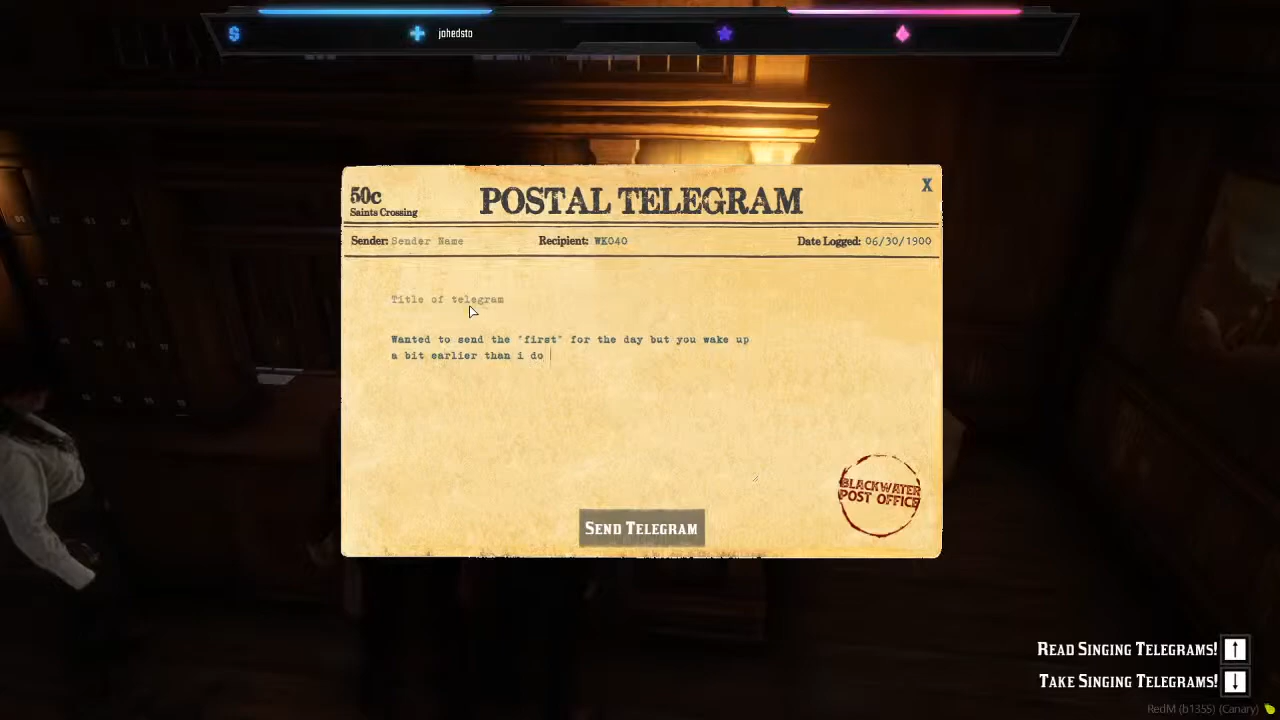 johedsto
50c
Saints Crossing
POSTAL TELEGRAM
X
Sender: Sender Name
Recipient: WK040
Date Logged: 06/30/1900
Title of telegram
Wanted to send the "first" for the day but you wake up
a bit earlier than i do
BLACKWATER
POST OFFICE
SEND TELEGRAM
READ SINGING TELEGRAMS! ↑
TAKE SINGING TELEGRAMS! ↓
RedM (b1355) (Canary)